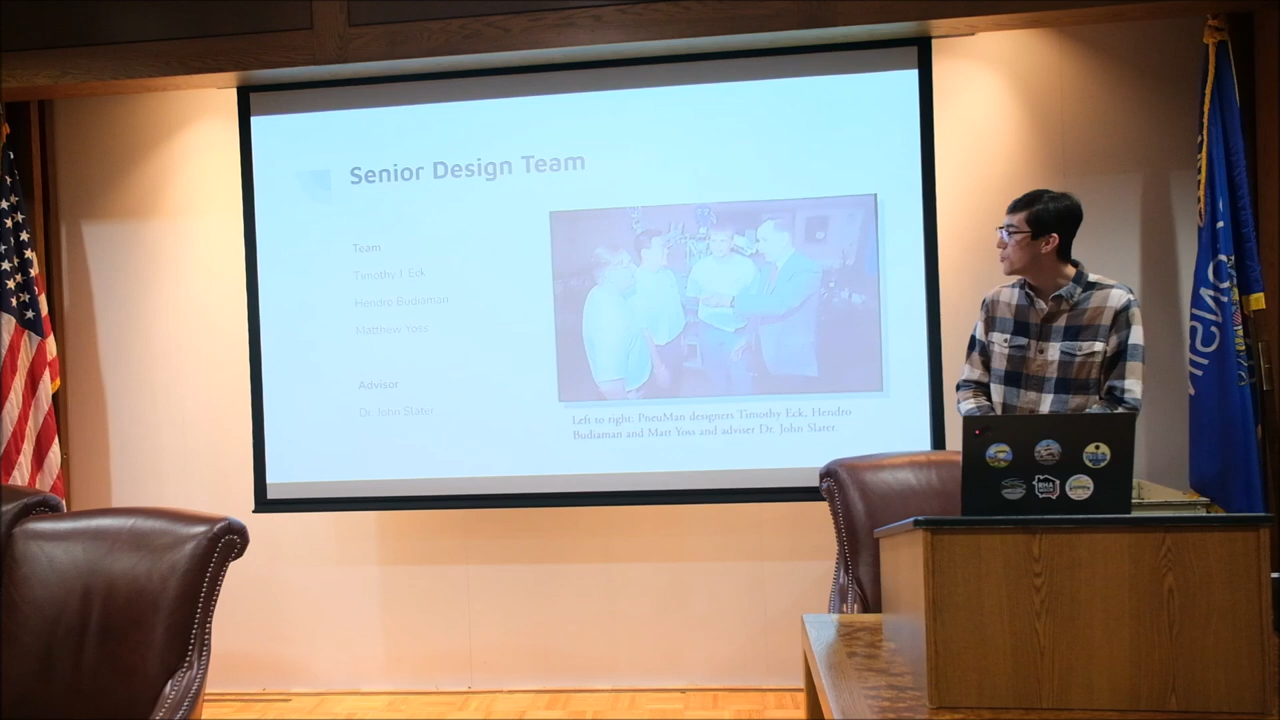 Senior Design Team
Team
Timothy J. Eck
Hendro Budiaman
Matthew Yoss
Advisor
Dr. John Slater
Left to right: PneuMan designers Timothy Eck, Hendro
Budiaman and Matt Yoss and adviser Dr. John Slater.
RHA